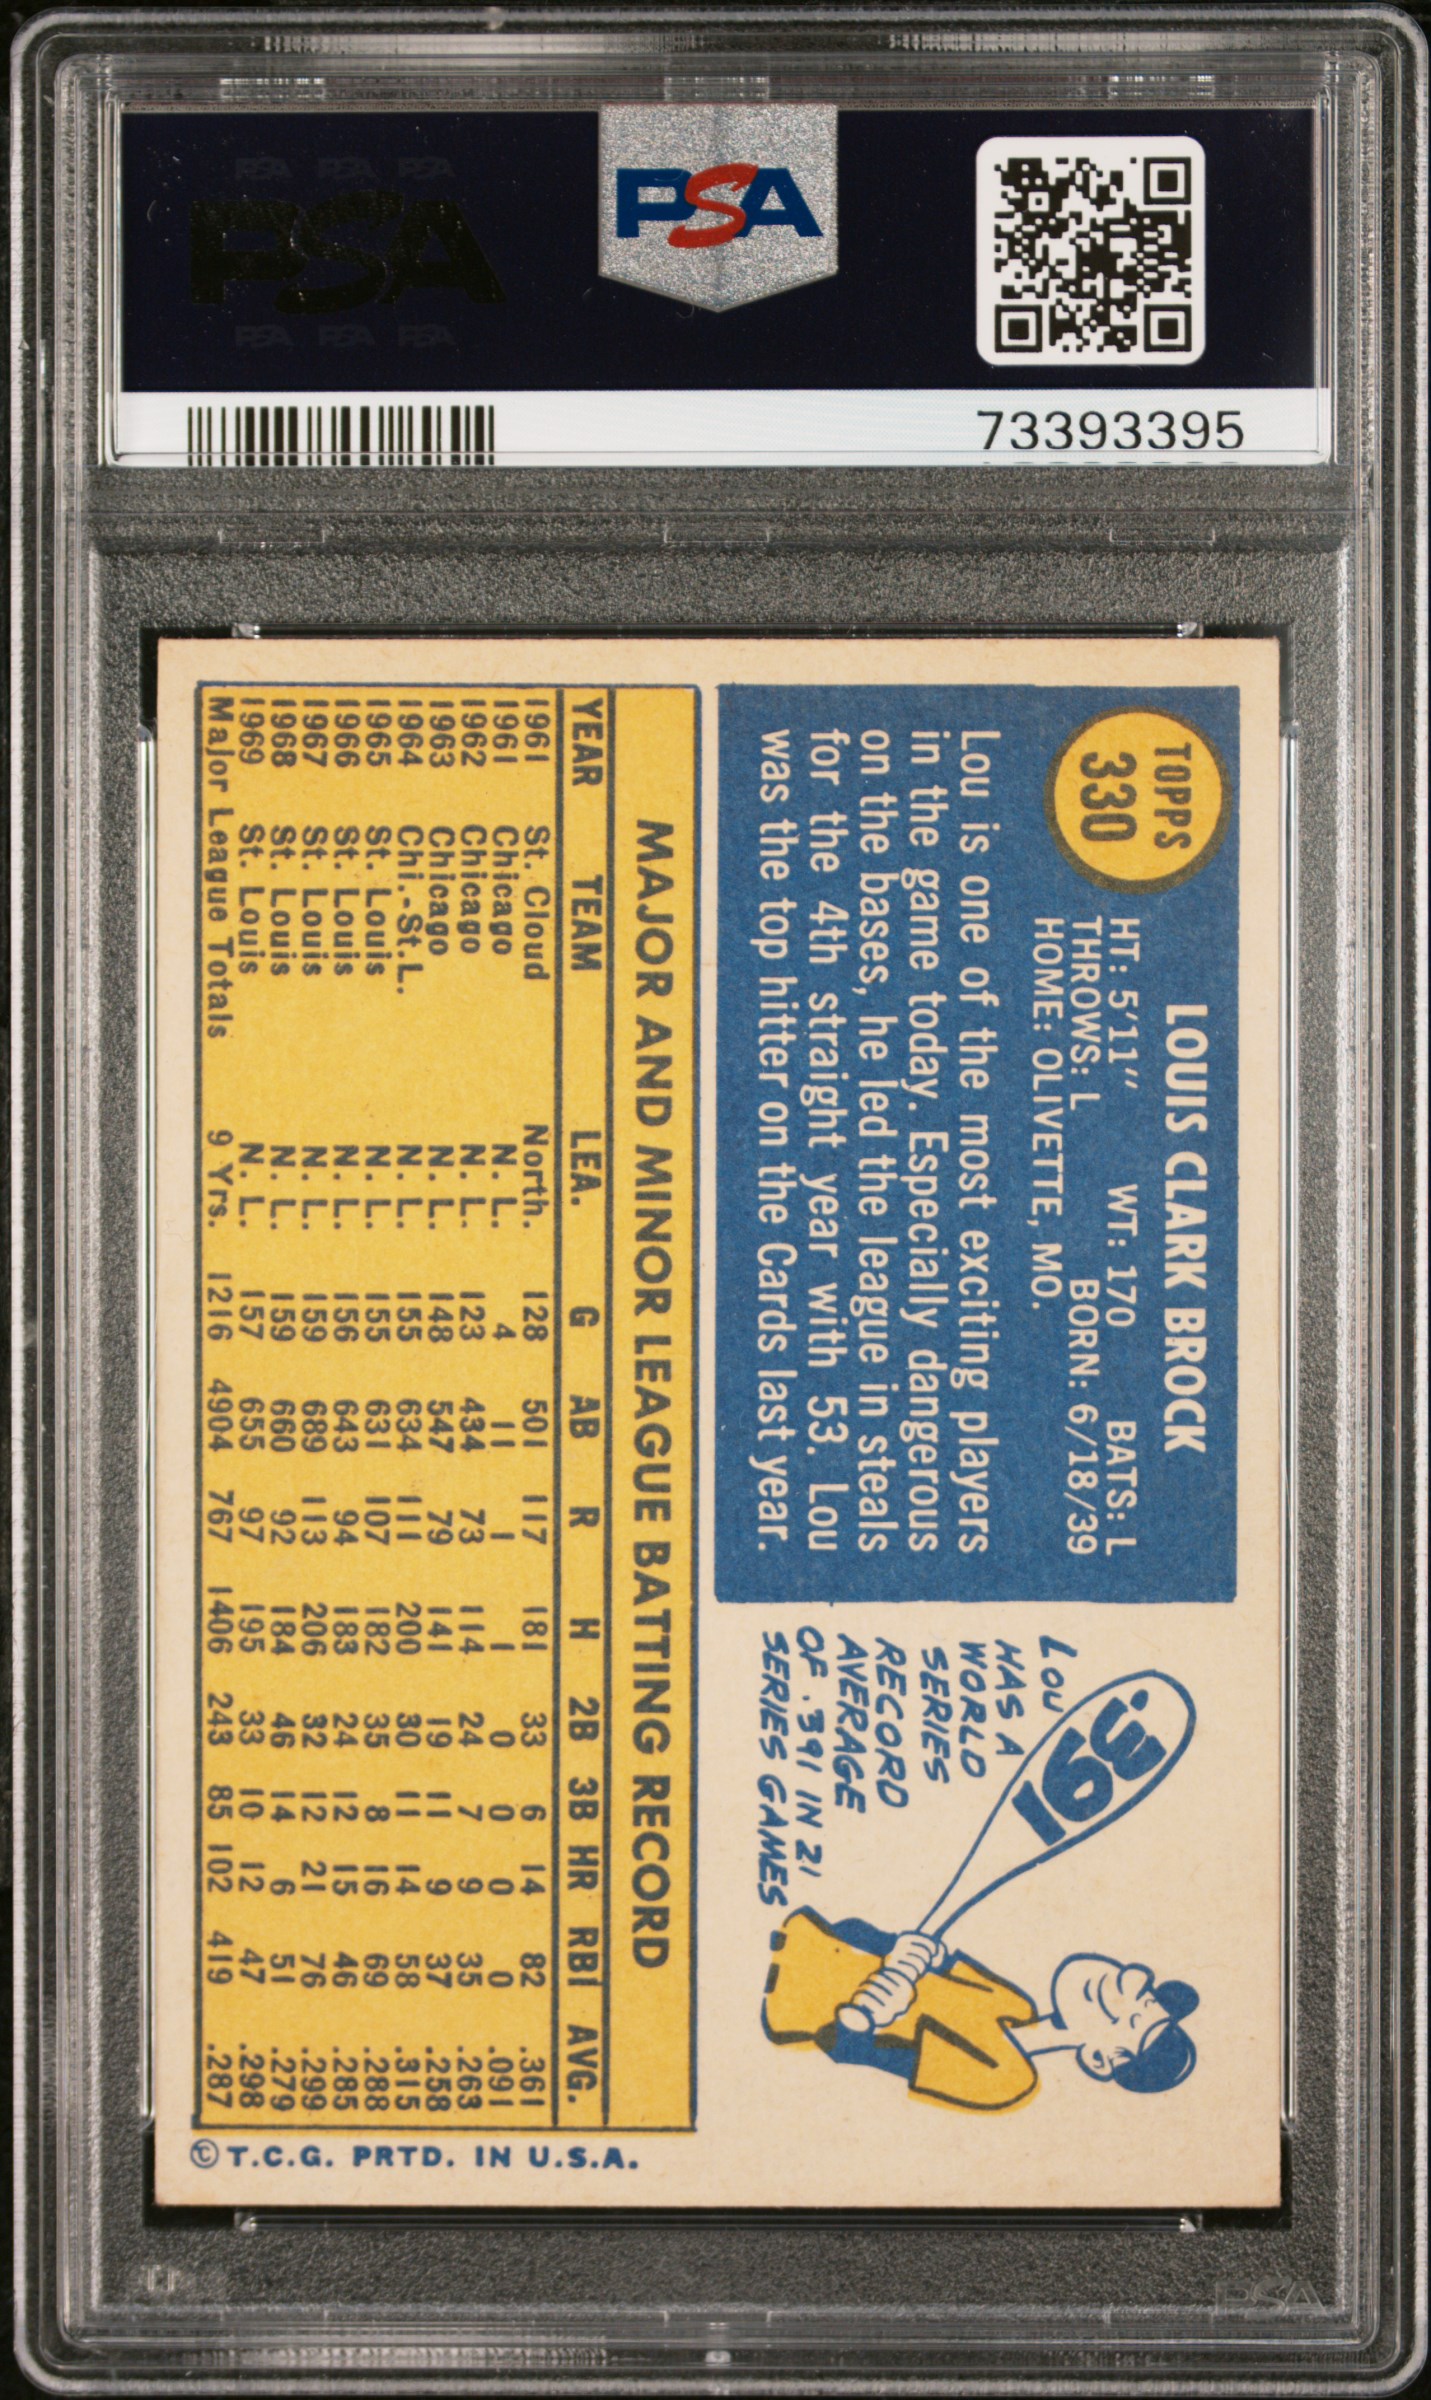 PSA PSA PSA
PSA
PSA PSA PSA
PSA
73393395
TOPPS
330
LOUIS CLARK BROCK
HT: 5'11" WT: 170 BATS: L
THROWS: L BORN: 6/18/39
HOME: OLIVETTE, MO.
Lou is one of the most exciting players
in the game today. Especially dangerous
on the bases, he led the league in steals
for the 4th straight year with 53. Lou
was the top hitter on the Cards last year.
.391
LOU
HAS A
WORLD
SERIES
RECORD
AVERAGE
OF .391 IN 21
SERIES GAMES
MAJOR AND MINOR LEAGUE BATTING RECORD
YEAR TEAM LEA. G AB R H 2B 3B HR RBI AVG.
1961 St. Cloud North. 128 501 117 181 33 6 14 82 .361
1961 Chicago N. L. 4 11 1 1 0 0 0 0 .091
1962 Chicago N. L. 123 434 73 114 24 7 9 35 .263
1963 Chicago N. L. 148 547 79 141 19 11 9 37 .258
1964 Chi.-St.L. N. L. 155 634 111 200 30 11 14 58 .315
1965 St. Louis N. L. 155 631 107 182 35 8 16 69 .288
1966 St. Louis N. L. 156 643 94 183 24 12 15 46 .285
1967 St. Louis N. L. 159 689 113 206 32 12 21 76 .299
1968 St. Louis N. L. 159 660 92 184 46 14 6 51 .279
1969 St. Louis N. L. 157 655 97 195 33 10 12 47 .298
Major League Totals 9 Yrs. 1216 4904 767 1406 243 85 102 419 .287
©T.C.G. PRTD. IN U.S.A.
PSA